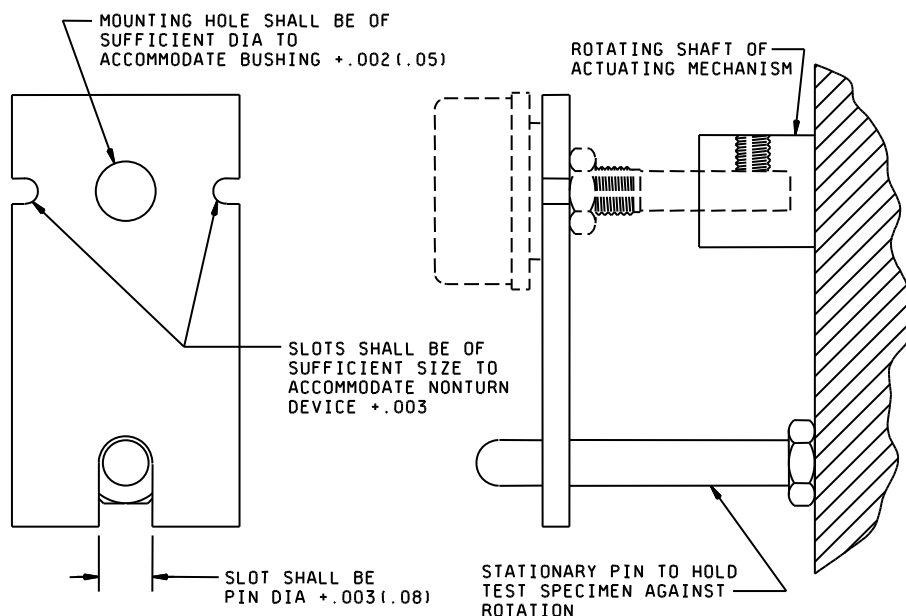 MOUNTING HOLE SHALL BE OF
SUFFICIENT DIA TO
ACCOMMODATE BUSHING +.002(.05)
ROTATING SHAFT OF
ACTUATING MECHANISM
SLOTS SHALL BE OF
SUFFICIENT SIZE TO
ACCOMMODATE NONTURN
DEVICE +.003
SLOT SHALL BE
PIN DIA +.003(.08)
STATIONARY PIN TO HOLD
TEST SPECIMEN AGAINST
ROTATION